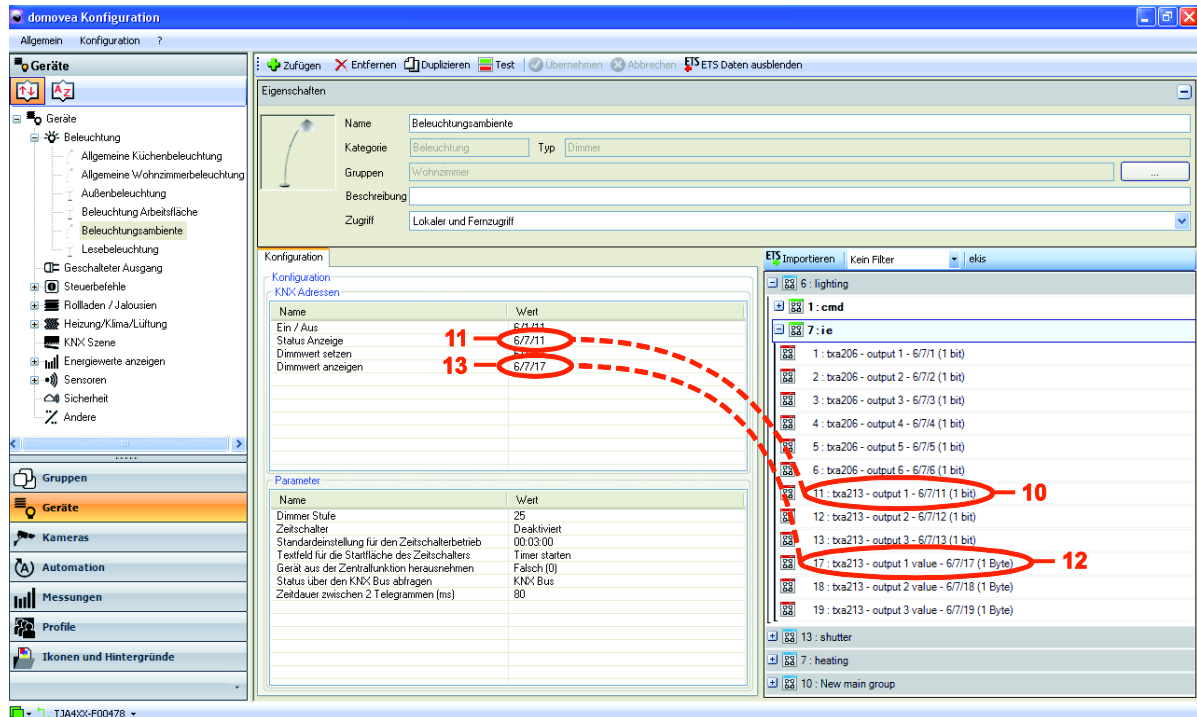 domovea Konfiguration
Allgemein Konfiguration ?
Geräte
Geräte
Beleuchtung
Allgemeine Küchenbeleuchtung
Allgemeine Wohnzimmerbeleuchtung
Außenbeleuchtung
Beleuchtung Arbeitsfläche
Beleuchtungsambiente
Lesebeleuchtung
Geschalteter Ausgang
Steuerbefehle
Rollladen / Jalousien
Heizung/Klima/Lüftung
KNX Szene
Energiewerte anzeigen
Sensoren
Sicherheit
Andere
Gruppen
Geräte
Kameras
Automation
Messungen
Profile
Ikonen und Hintergründe
Zufügen Entfernen Duplizieren Test Übernehmen Abbrechen ETS ETS Daten ausblenden
Eigenschaften
Name Beleuchtungsambiente
Kategorie Beleuchtung Typ Dimmer
Gruppen Wohnzimmer ...
Beschreibung
Zugriff Lokaler und Fernzugriff
Konfiguration
Konfiguration
KNX Adressen
Name Wert
Ein / Aus 6/1/11
Status Anzeige 11 6/7/11
Dimmwert setzen
Dimmwert anzeigen 13 6/7/17
Parameter
Name Wert
Dimmer Stufe 25
Zeitschalter Deaktiviert
Standardeinstellung für den Zeitschalterbetrieb 00:03:00
Textfeld für die Startfläche des Zeitschalters Timer starten
Gerät aus der Zentralfunktion herausnehmen Falsch (0)
Status über den KNX Bus abfragen KNX Bus
Zeitdauer zwischen 2 Telegrammen (ms) 80
ETS Importieren Kein Filter ekis
6 : lighting
1 : cmd
7 : ie
1 : txa206 - output 1 - 6/7/1 (1 bit)
2 : txa206 - output 2 - 6/7/2 (1 bit)
3 : txa206 - output 3 - 6/7/3 (1 bit)
4 : txa206 - output 4 - 6/7/4 (1 bit)
5 : txa206 - output 5 - 6/7/5 (1 bit)
6 : txa206 - output 6 - 6/7/6 (1 bit)
11 : txa213 - output 1 - 6/7/11 (1 bit) 10
12 : txa213 - output 2 - 6/7/12 (1 bit)
13 : txa213 - output 3 - 6/7/13 (1 bit)
17 : txa213 - output 1 value - 6/7/17 (1 Byte) 12
18 : txa213 - output 2 value - 6/7/18 (1 Byte)
19 : txa213 - output 3 value - 6/7/19 (1 Byte)
13 : shutter
7 : heating
10 : New main group
TJA4XX-F00478